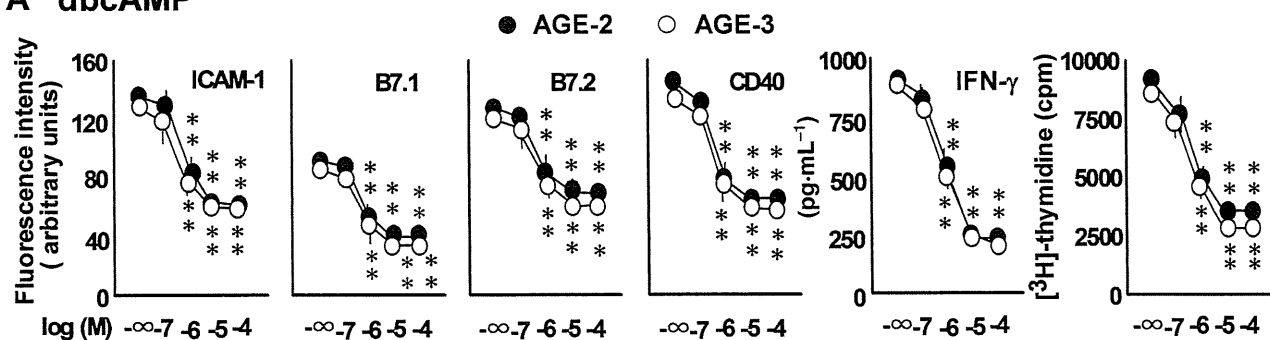 A dbcAMP
● AGE-2 ○ AGE-3
Fluorescence intensity
( arbitrary units)
160
120
80
40
0
ICAM-1
B7.1
B7.2
CD40
(pg·mL⁻¹)
1000
750
500
250
0
IFN-γ
[³H]-thymidine (cpm)
10000
7500
5000
2500
0
log (M) -∞ -7 -6 -5 -4 -∞ -7 -6 -5 -4 -∞ -7 -6 -5 -4 -∞ -7 -6 -5 -4 -∞ -7 -6 -5 -4 -∞ -7 -6 -5 -4